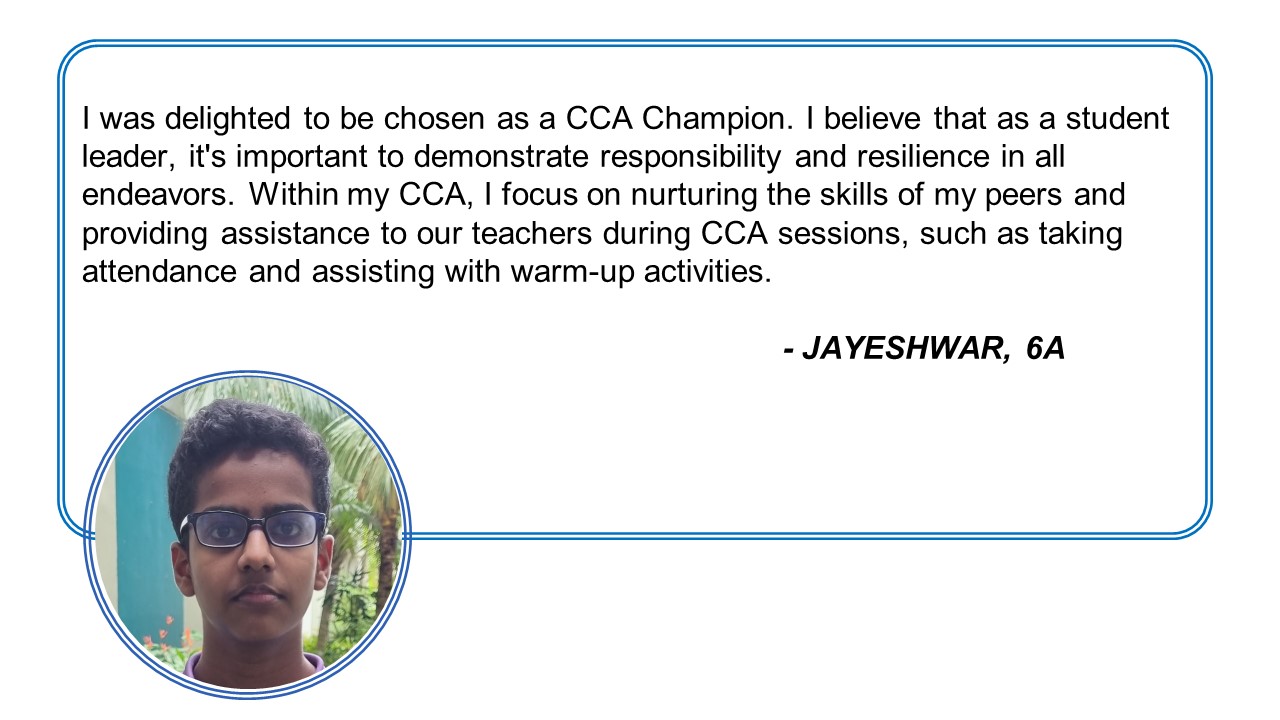 I was delighted to be chosen as a CCA Champion. I believe that as a student
leader, it's important to demonstrate responsibility and resilience in all
endeavors. Within my CCA, I focus on nurturing the skills of my peers and
providing assistance to our teachers during CCA sessions, such as taking
attendance and assisting with warm-up activities.
- JAYESHWAR, 6A